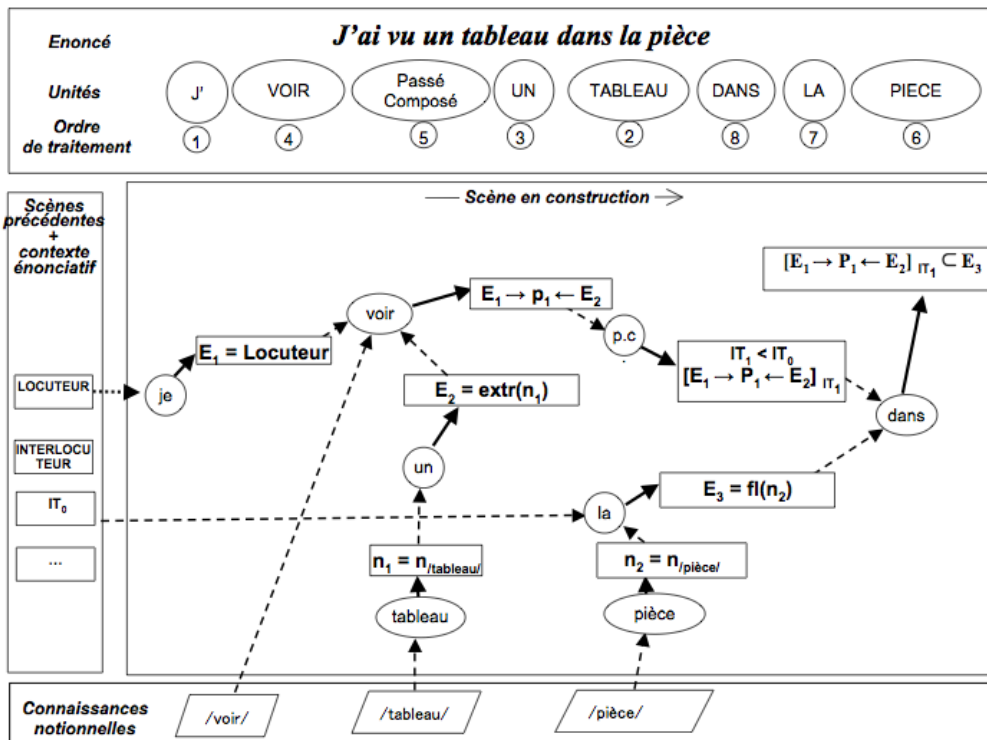 Enoncé
J'ai vu un tableau dans la pièce
Unités
J'
VOIR
Passé
Composé
UN
TABLEAU
DANS
LA
PIECE
Ordre
de traitement
1
4
5
3
2
8
7
6
Scènes
précédentes
+
contexte
énonciatif
Scène en construction
[E₁ → P₁ ← E₂] IT₁ ⊂ E₃
E₁ → p₁ ← E₂
voir
p.c
E₁ = Locuteur
IT₁ < IT₀
[E₁ → P₁ ← E₂] IT₁
LOCUTEUR
je
E₂ = extr(n₁)
dans
INTERLOCU
TEUR
un
E₃ = fl(n₂)
IT₀
la
...
n₁ = n/tableau/
n₂ = n/pièce/
tableau
pièce
Connaissances
notionnelles
/voir/
/tableau/
/pièce/